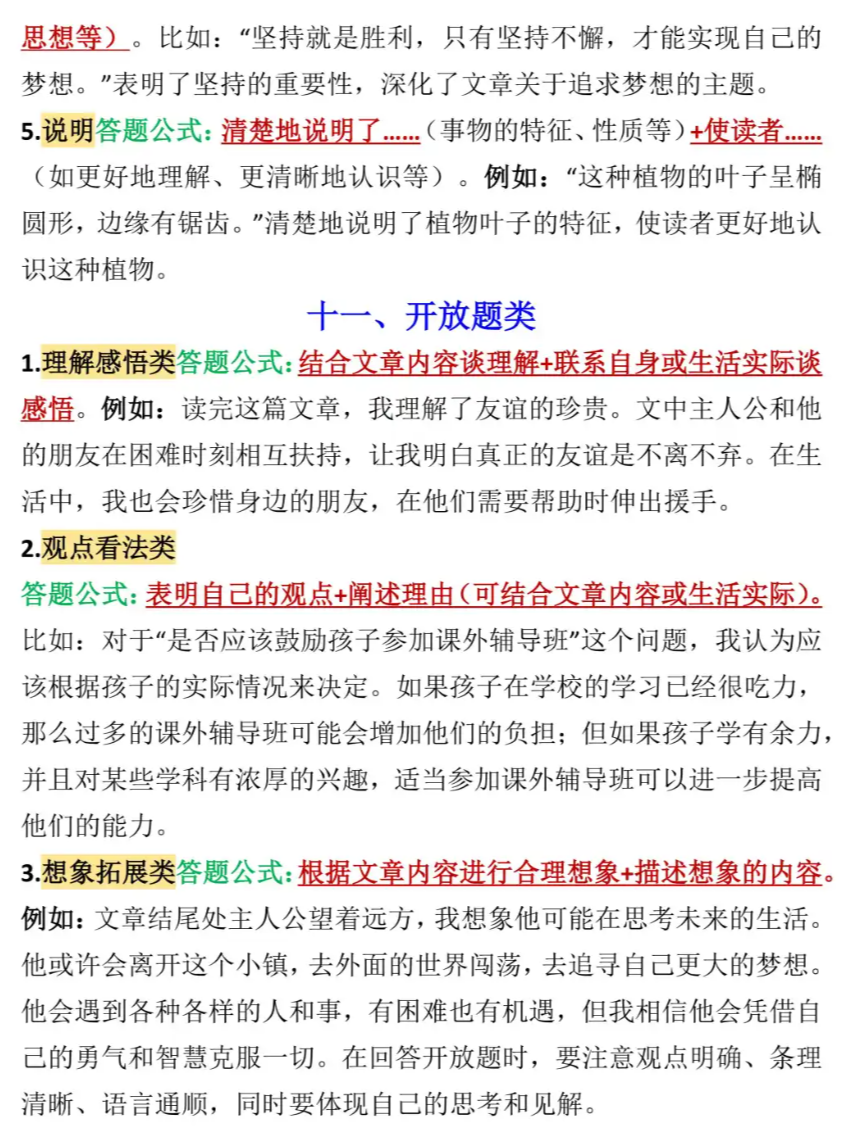 思想等）。比如：“坚持就是胜利，只有坚持不懈，才能实现自己的
梦想。”表明了坚持的重要性，深化了文章关于追求梦想的主题。
5.说明答题公式：清楚地说明了……（事物的特征、性质等）+使读者……
（如更好地理解、更清晰地认识等）。例如：“这种植物的叶子呈椭
圆形，边缘有锯齿。”清楚地说明了植物叶子的特征，使读者更好地认
识这种植物。
十一、开放题类
1.理解感悟类答题公式：结合文章内容谈理解+联系自身或生活实际谈
感悟。例如：读完这篇文章，我理解了友谊的珍贵。文中主人公和他
的朋友在困难时刻相互扶持，让我明白真正的友谊是不离不弃。在生
活中，我也会珍惜身边的朋友，在他们需要帮助时伸出援手。
2.观点看法类
答题公式：表明自己的观点+阐述理由（可结合文章内容或生活实际）。
比如：对于“是否应该鼓励孩子参加课外辅导班”这个问题，我认为应
该根据孩子的实际情况来决定。如果孩子在学校的学习已经很吃力，
那么过多的课外辅导班可能会增加他们的负担；但如果孩子学有余力，
并且对某些学科有浓厚的兴趣，适当参加课外辅导班可以进一步提高
他们的能力。
3.想象拓展类答题公式：根据文章内容进行合理想象+描述想象的内容。
例如：文章结尾处主人公望着远方，我想象他可能在思考未来的生活。
他或许会离开这个小镇，去外面的世界闯荡，去追寻自己更大的梦想。
他会遇到各种各样的人和事，有困难也有机遇，但我相信他会凭借自
己的勇气和智慧克服一切。在回答开放题时，要注意观点明确、条理
清晰、语言通顺，同时要体现自己的思考和见解。